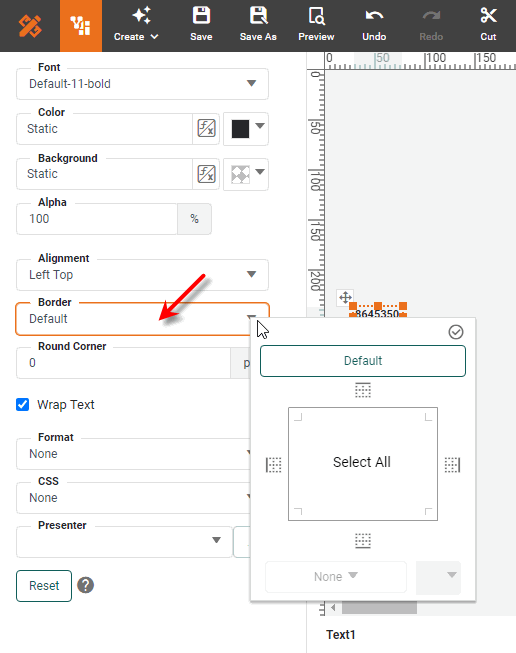 Create
Save
Save As
Preview
Undo
Redo
Cut
Font
Default-11-bold
Color
Static
Background
Static
Alpha
100
%
Alignment
Left Top
Border
Default
Round Corner
0
p
Wrap Text
Format
None
CSS
None
Presenter
Reset
?
0
50
100
150
0
50
100
150
200
8645350
Default
Select All
None
Text1